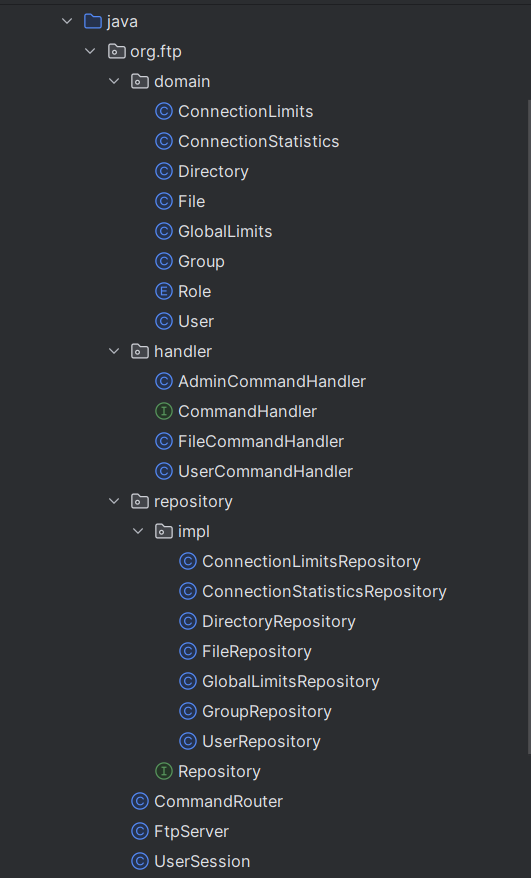 java
org.ftp
domain
C ConnectionLimits
C ConnectionStatistics
C Directory
C File
C GlobalLimits
C Group
E Role
C User
handler
C AdminCommandHandler
I CommandHandler
C FileCommandHandler
C UserCommandHandler
repository
impl
C ConnectionLimitsRepository
C ConnectionStatisticsRepository
C DirectoryRepository
C FileRepository
C GlobalLimitsRepository
C GroupRepository
C UserRepository
I Repository
C CommandRouter
C FtpServer
C UserSession